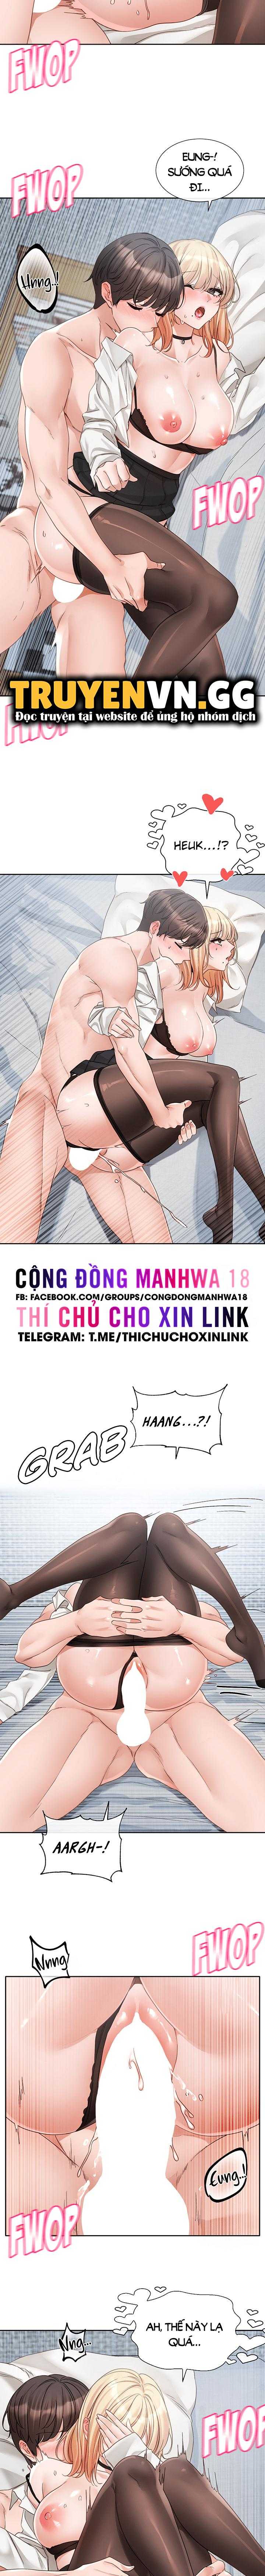 FWOP
EUNG-!
SƯỚNG QUÁ
ĐI...
FWOP
Hnng..!
FWOP
TRUYENVN.GG
Đọc truyện tại website để ủng hộ nhóm dịch
FWOP
HEUK...!?
CỘNG ĐỒNG MANHWA 18
FB: FACEBOOK.COM/GROUPS/CONGDONGMANHWA18
THÍ CHỦ CHO XIN LINK
TELEGRAM: T.ME/THICHUCHOXINLINK
HAANG...?!
GRAB
AARGH-!
FWOP
Nnng
Eung..!
FWOP
AH, THẾ NÀY LẠ
QUÁ...
Nng...
FWOP